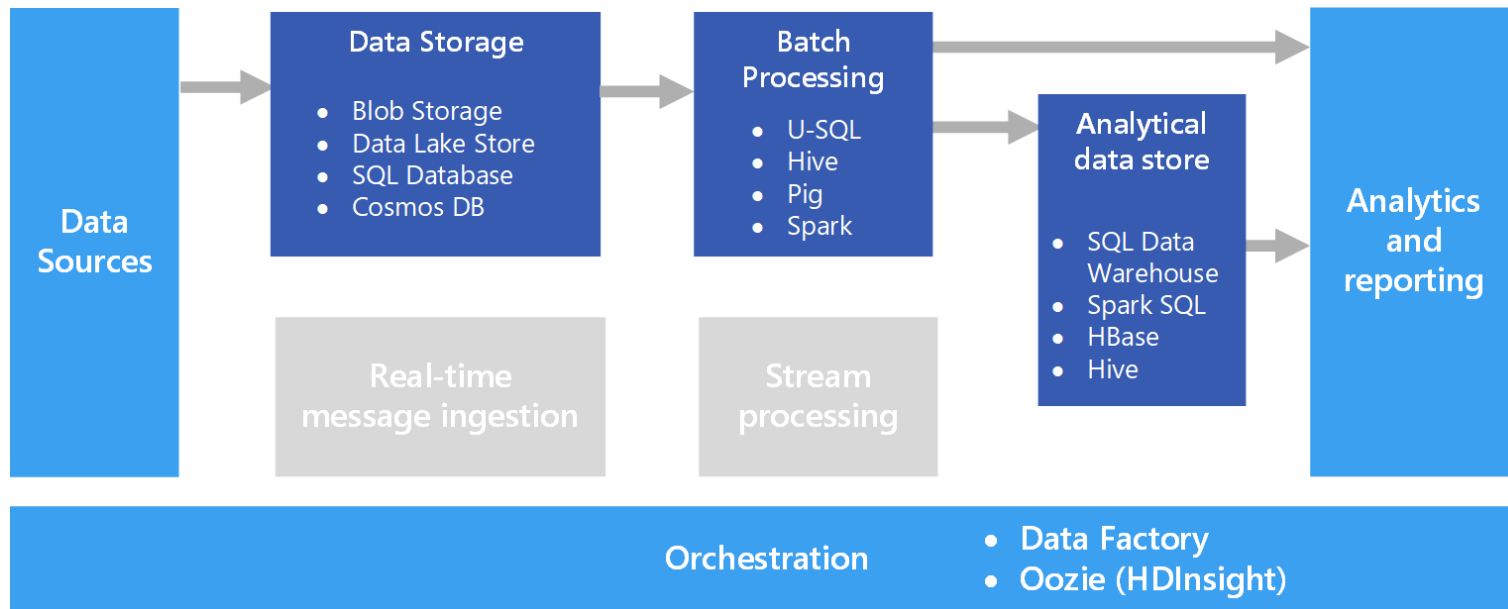 Data
Sources
Data Storage
● Blob Storage
● Data Lake Store
● SQL Database
● Cosmos DB
Batch
Processing
● U-SQL
● Hive
● Pig
● Spark
Real-time
message ingestion
Stream
processing
Analytical
data store
● SQL Data
Warehouse
● Spark SQL
● HBase
● Hive
Analytics
and
reporting
Orchestration
● Data Factory
● Oozie (HDInsight)